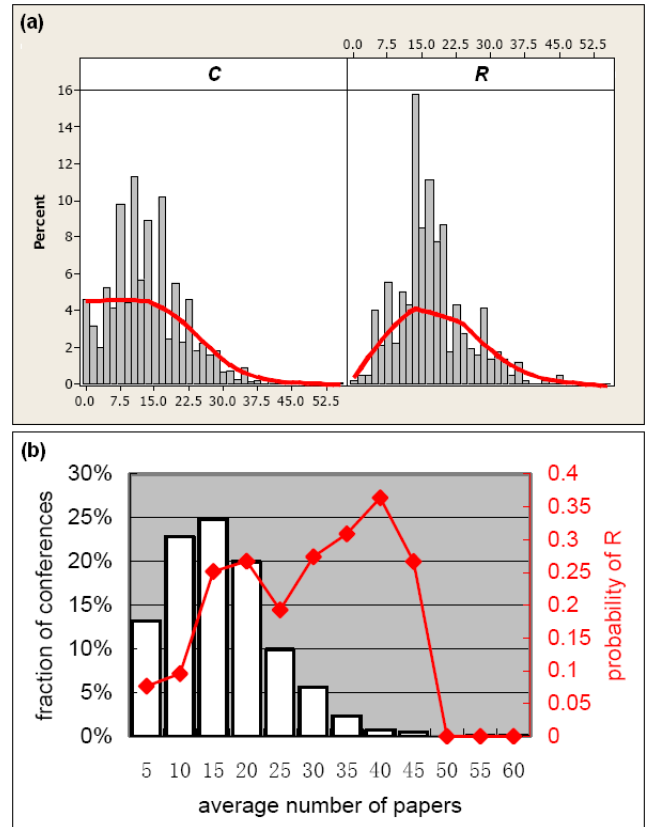 (a)
0.0 7.5 15.0 22.5 30.0 37.5 45.0 52.5
C R
Percent
16
14
12
10
8
6
4
2
0
0.0 7.5 15.0 22.5 30.0 37.5 45.0 52.5
(b)
fraction of conferences
30%
25%
20%
15%
10%
5%
0%
0.4
0.35
0.3
0.25
0.2
0.15
0.1
0.05
0
probability of R
5 10 15 20 25 30 35 40 45 50 55 60
average number of papers